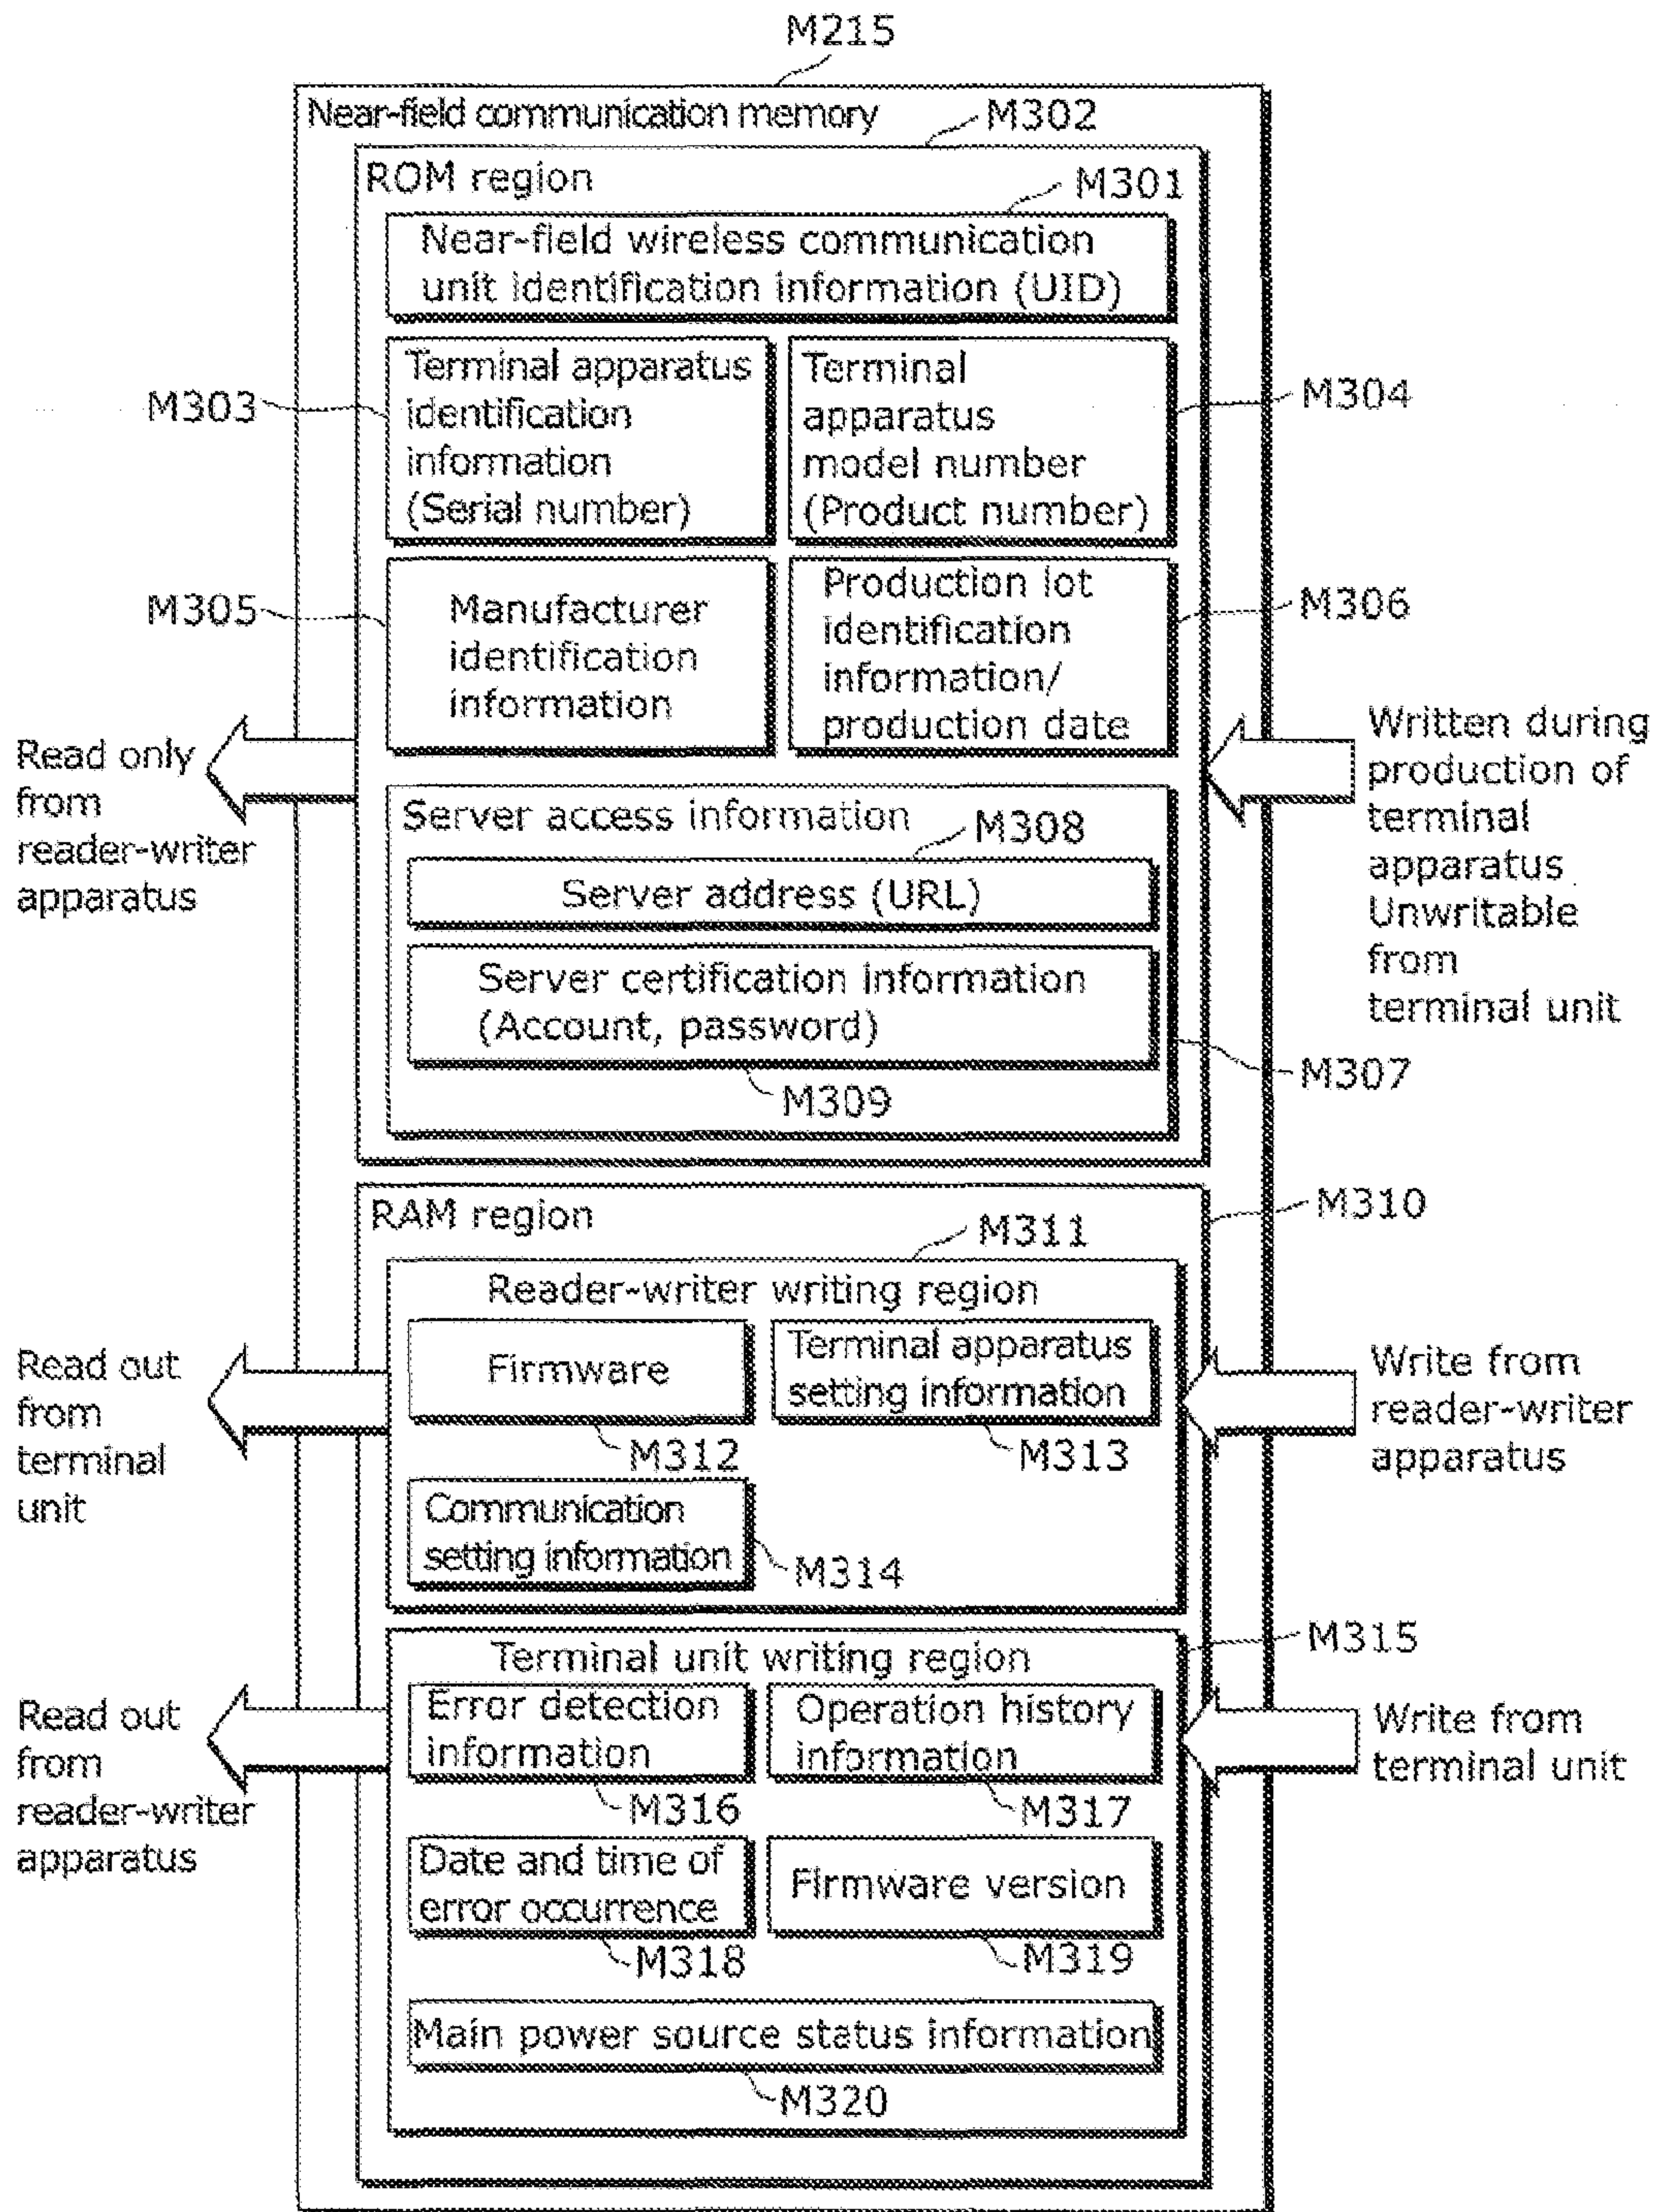 M215
Near-field communication memory
M302
ROM region
M301
Near-field wireless communication
unit identification information (UID)
M303
Terminal apparatus
identification
information
(Serial number)
Terminal
apparatus
model number
(Product number)
M304
M305
Manufacturer
identification
information
Production lot
identification
information/
production date
M306
Read only
from
reader-writer
apparatus
Written during
production of
terminal
apparatus
Unwritable
from
terminal unit
Server access information
M308
Server address (URL)
Server certification information
(Account, password)
M307
M309
RAM region
M310
M311
Reader-writer writing region
Firmware
Terminal apparatus
setting information
M312
M313
Read out
from
terminal
unit
Write from
reader-writer
apparatus
Communication
setting information
M314
Terminal unit writing region
M315
Error detection
information
Operation history
information
M316
M317
Read out
from
reader-writer
apparatus
Write from
terminal unit
Date and time of
error occurrence
Firmware version
M318
M319
Main power source status information
M320